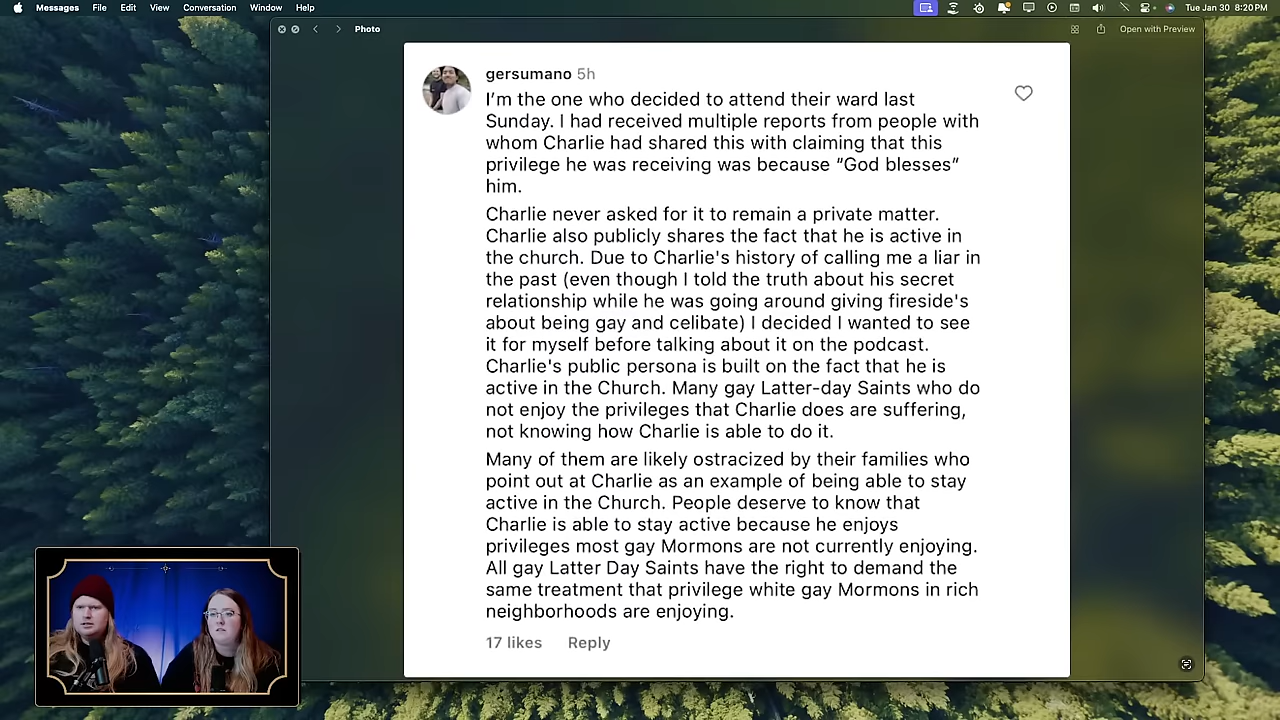 Messages File Edit View Conversation Window Help Tue Jan 30 8:20 PM
Photo Open with Preview
gersumano 5h
I’m the one who decided to attend their ward last
Sunday. I had received multiple reports from people with
whom Charlie had shared this with claiming that this
privilege he was receiving was because “God blesses”
him.
Charlie never asked for it to remain a private matter.
Charlie also publicly shares the fact that he is active in
the church. Due to Charlie's history of calling me a liar in
the past (even though I told the truth about his secret
relationship while he was going around giving fireside's
about being gay and celibate) I decided I wanted to see
it for myself before talking about it on the podcast.
Charlie's public persona is built on the fact that he is
active in the Church. Many gay Latter-day Saints who do
not enjoy the privileges that Charlie does are suffering,
not knowing how Charlie is able to do it.
Many of them are likely ostracized by their families who
point out at Charlie as an example of being able to stay
active in the Church. People deserve to know that
Charlie is able to stay active because he enjoys
privileges most gay Mormons are not currently enjoying.
All gay Latter Day Saints have the right to demand the
same treatment that privilege white gay Mormons in rich
neighborhoods are enjoying.
17 likes Reply